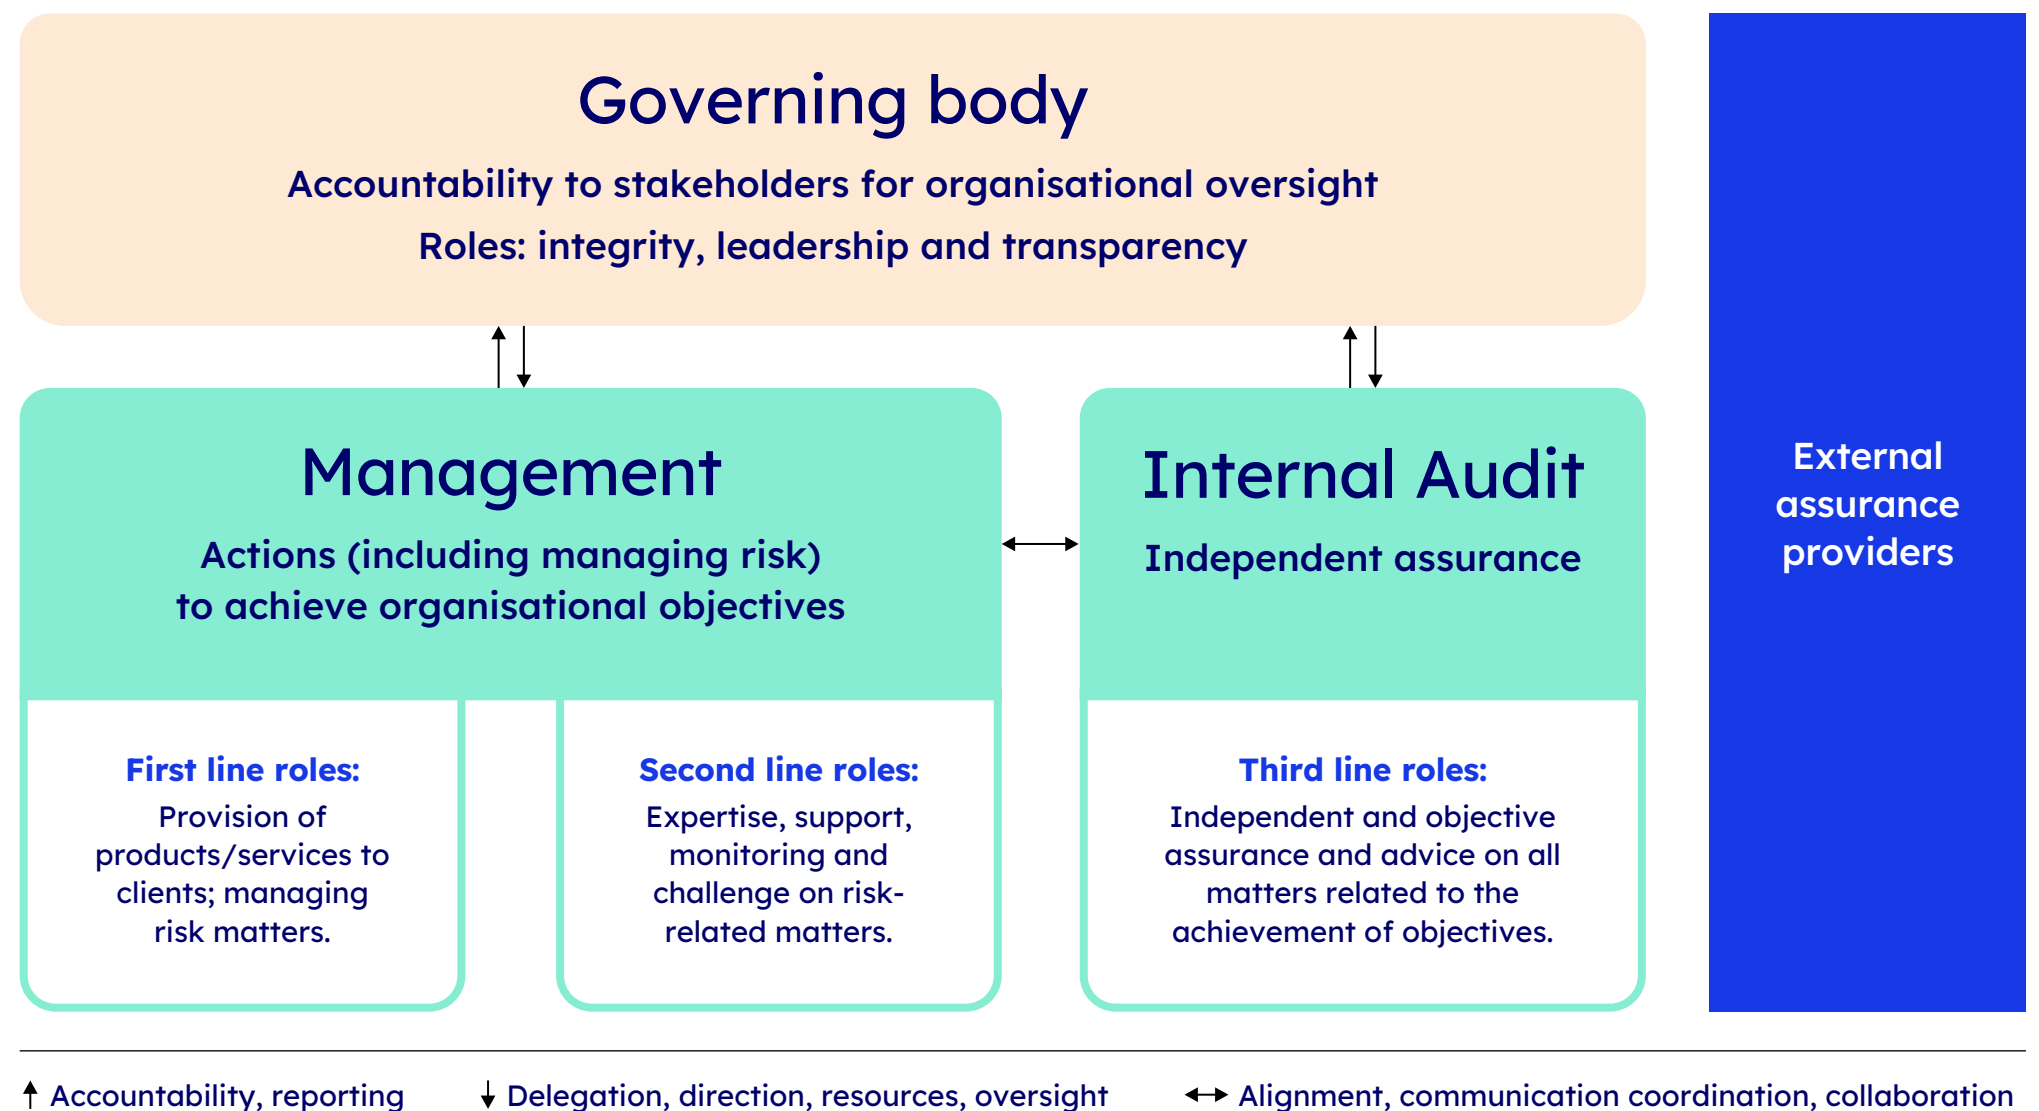 Governing body
Accountability to stakeholders for organisational oversight
Roles: integrity, leadership and transparency
Management
Actions (including managing risk)
to achieve organisational objectives
Internal Audit
Independent assurance
External
assurance
providers
First line roles:
Provision of
products/services to
clients; managing
risk matters.
Second line roles:
Expertise, support,
monitoring and
challenge on risk-
related matters.
Third line roles:
Independent and objective
assurance and advice on all
matters related to the
achievement of objectives.
Accountability, reporting
Delegation, direction, resources, oversight
Alignment, communication coordination, collaboration